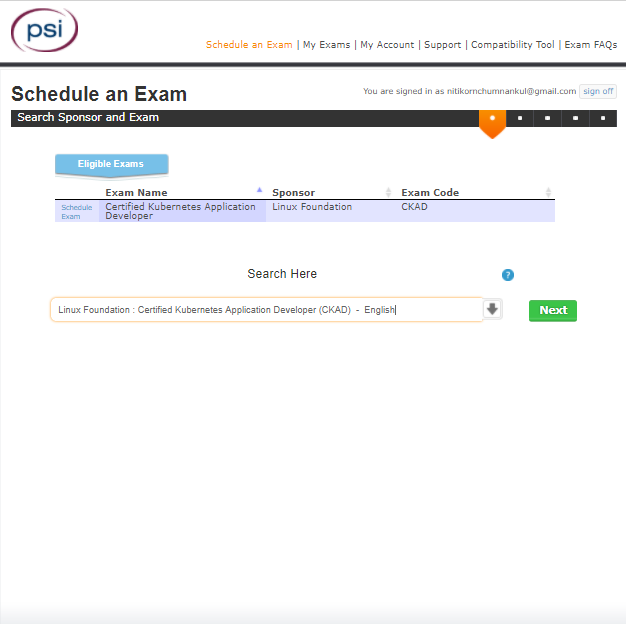 psi
Schedule an Exam | My Exams | My Account | Support | Compatibility Tool | Exam FAQs
Schedule an Exam
You are signed in as nitikornchumnankul@gmail.com sign off
Search Sponsor and Exam
Eligible Exams
Exam Name Sponsor Exam Code
Schedule Exam Certified Kubernetes Application Developer Linux Foundation CKAD
Search Here ?
Linux Foundation : Certified Kubernetes Application Developer (CKAD) - English
Next